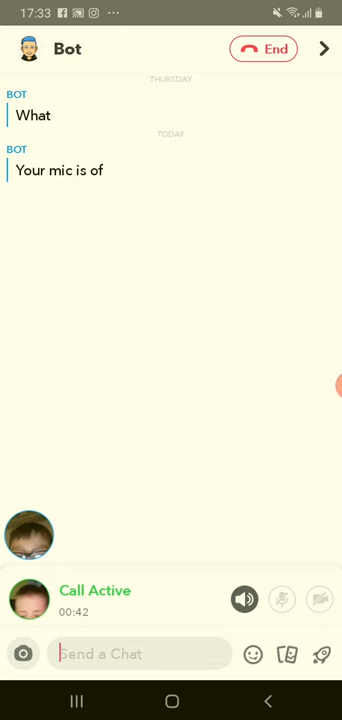 17:33
Bot
End
THURSDAY
BOT
What
TODAY
BOT
Your mic is of
Call Active
00:42
Send a Chat